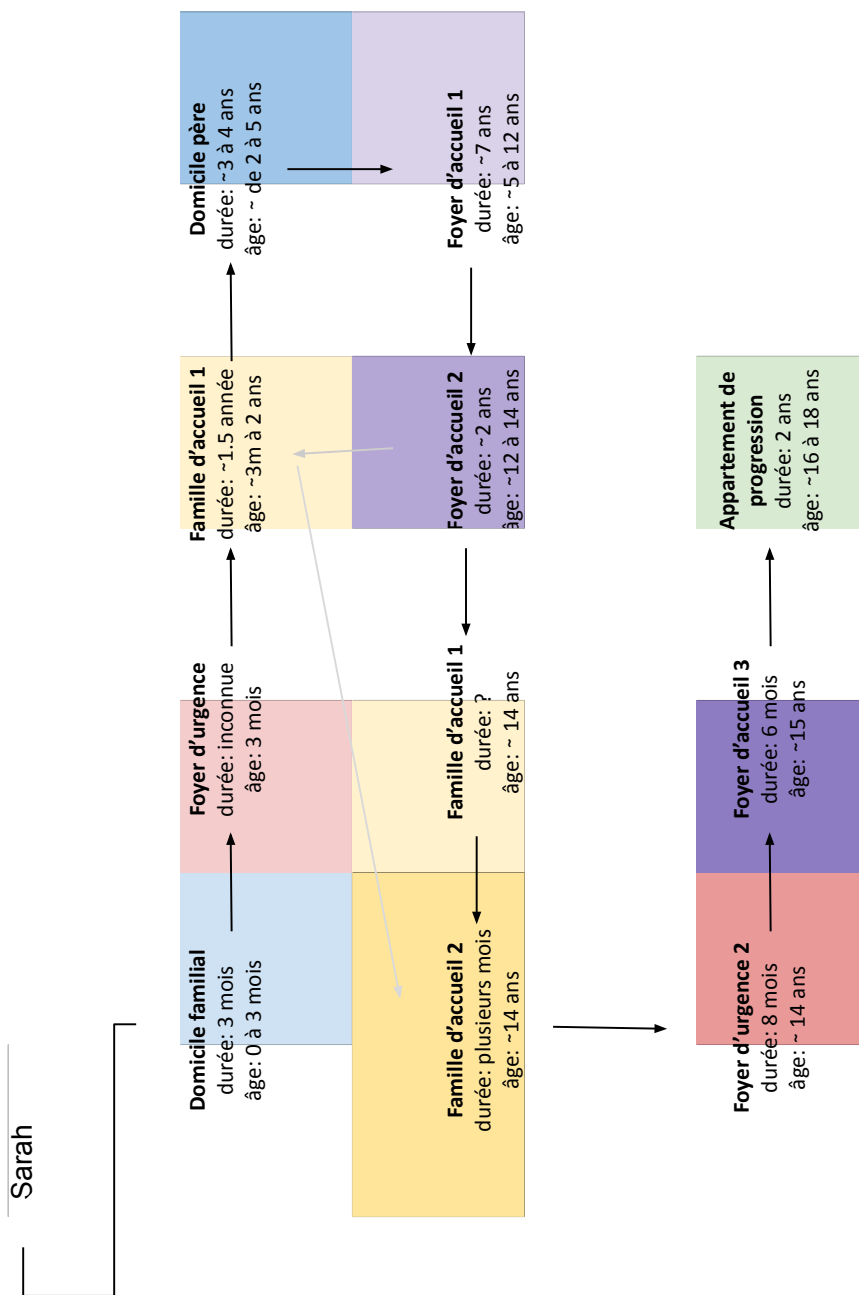 Sarah
Domicile familial
durée: 3 mois
âge: 0 à 3 mois
Foyer d'urgence
durée: inconnue
âge: 3 mois
Famille d'accueil 1
durée: ~1.5 année
âge: ~3m à 2 ans
Domicile père
durée: ~3 à 4 ans
âge: ~ de 2 à 5 ans
Foyer d'accueil 1
durée: ~7 ans
âge: ~5 à 12 ans
Foyer d'accueil 2
durée: ~2 ans
âge: ~12 à 14 ans
Famille d'accueil 1
durée: ?
âge: ~ 14 ans
Famille d'accueil 2
durée: plusieurs mois
âge: ~14 ans
Foyer d'urgence 2
durée: 8 mois
âge: ~ 14 ans
Foyer d'accueil 3
durée: 6 mois
âge: ~15 ans
Appartement de
progression
durée: 2 ans
âge: ~16 à 18 ans